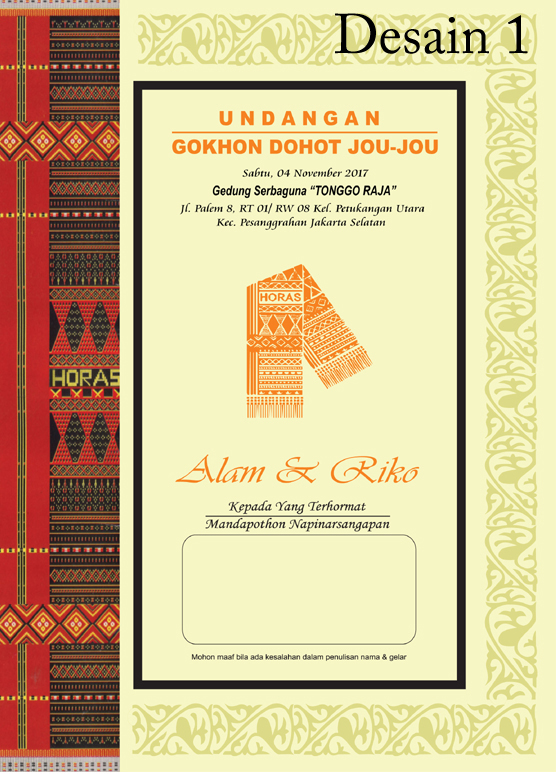 Desain 1
UNDANGAN
GOKHON DOHOT JOU-JOU
Sabtu, 04 November 2017
Gedung Serbaguna “TONGGO RAJA”
Jl. Palem 8, RT 01/ RW 08 Kel. Petukangan Utara
Kec. Pesanggrahan Jakarta Selatan
HORAS
HORAS
Alam & Riko
Kepada Yang Terhormat
Mandapothon Napinarsangapan
Mohon maaf bila ada kesalahan dalam penulisan nama & gelar